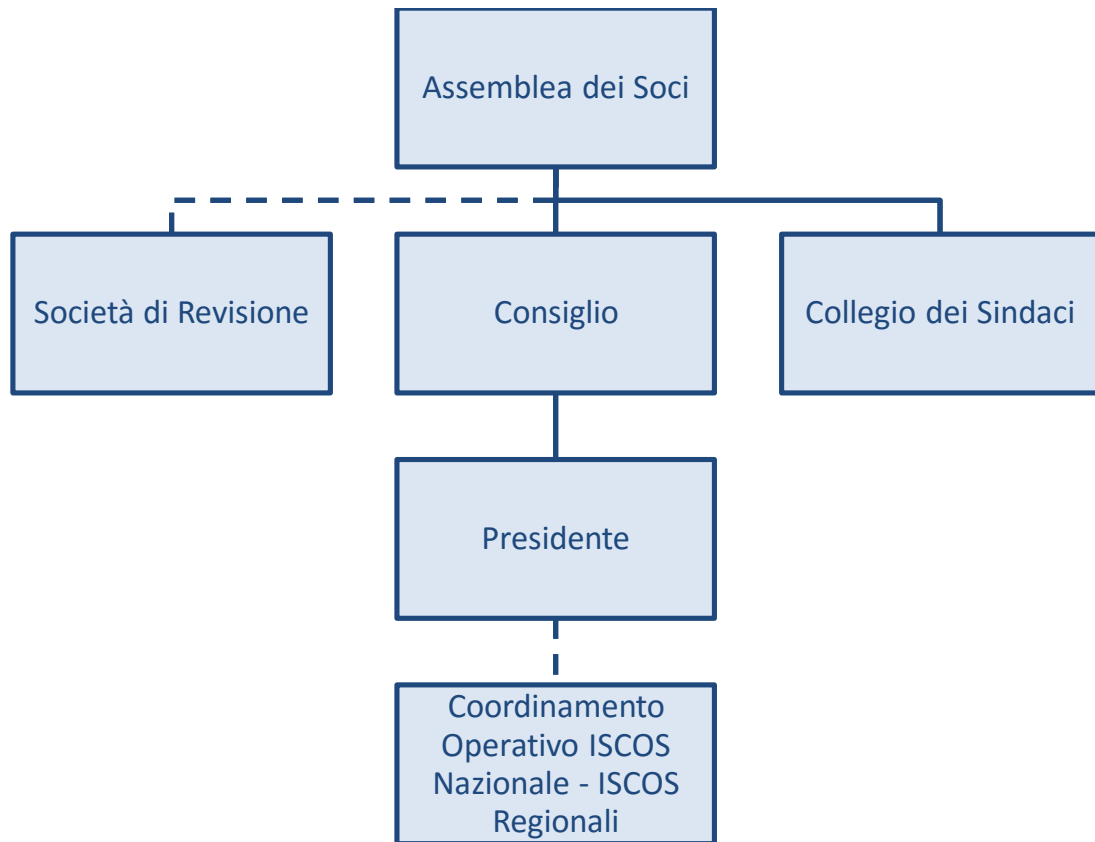 Assemblea dei Soci
Società di Revisione
Consiglio
Collegio dei Sindaci
Presidente
Coordinamento
Operativo ISCOS
Nazionale - ISCOS
Regionali